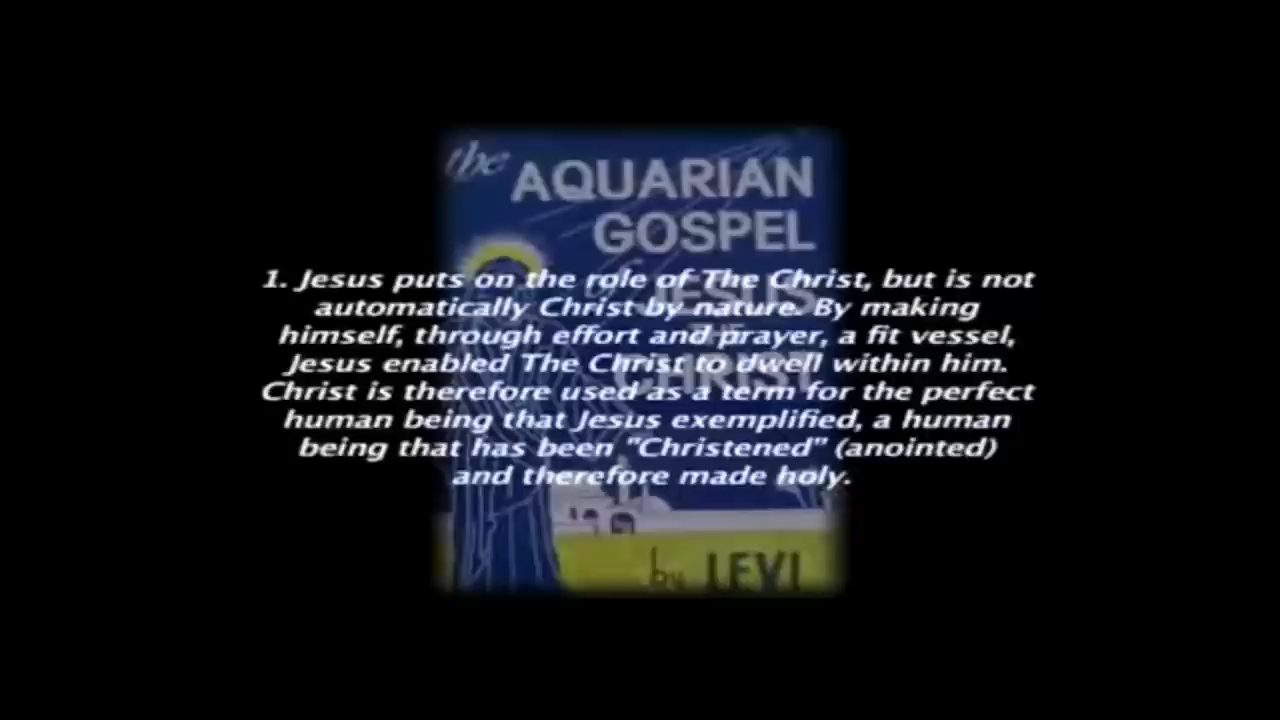 the AQUARIAN
GOSPEL
JESUS
THE
CHRIST
1. Jesus puts on the role of The Christ, but is not
automatically Christ by nature. By making
himself, through effort and prayer, a fit vessel,
Jesus enabled The Christ to dwell within him.
Christ is therefore used as a term for the perfect
human being that Jesus exemplified, a human
being that has been "Christened" (anointed)
and therefore made holy.
by LEVI